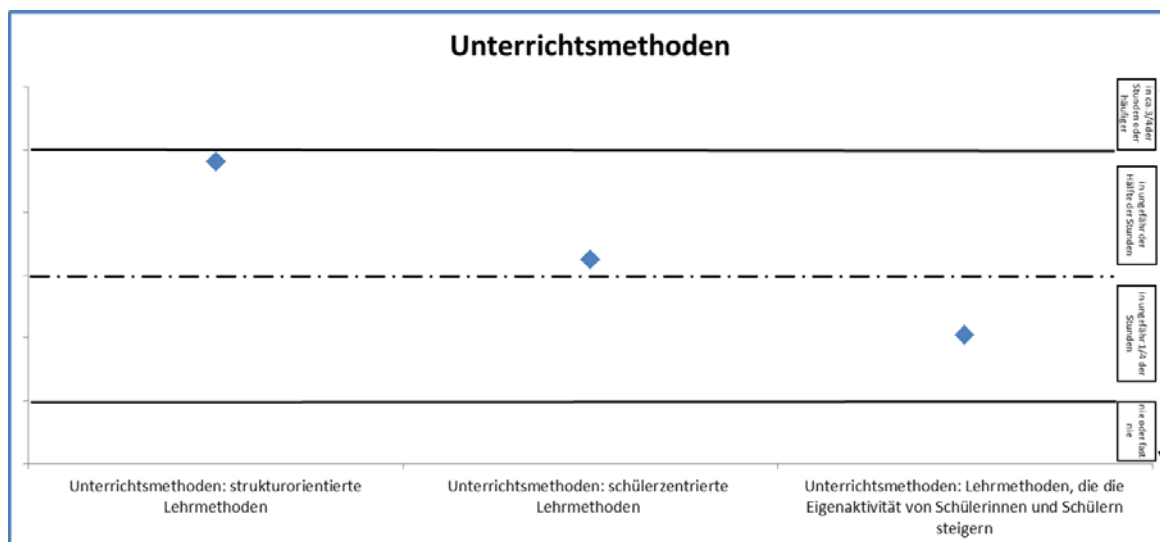 Unterrichtsmethoden
in ca. 3/4 der
Stunden oder
häufiger
in ungefähr der
Hälfte der Stunden
in ungefähr 1/4 der
Stunden
nie oder fast
nie
Unterrichtsmethoden: strukturorientierte
Lehrmethoden
Unterrichtsmethoden: schülerzentrierte
Lehrmethoden
Unterrichtsmethoden: Lehrmethoden, die die
Eigenaktivität von Schülerinnen und Schülern
steigern